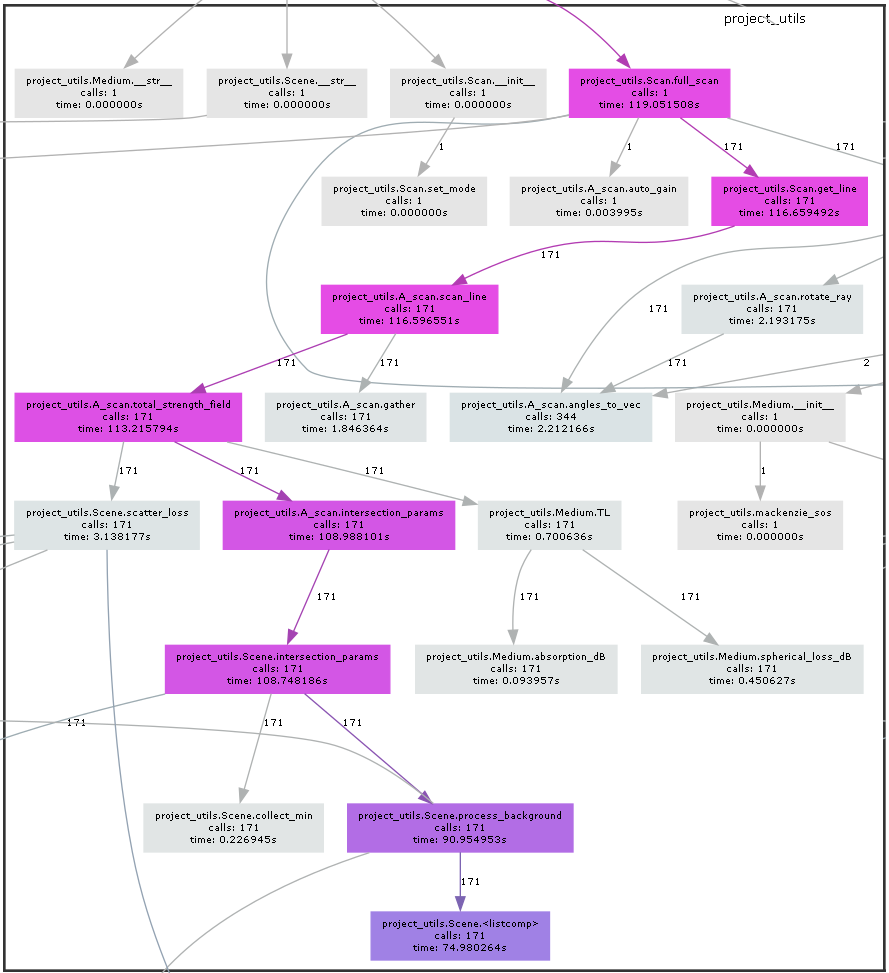 project_utils
project_utils.Medium.__str__
calls: 1
time: 0.000000s
project_utils.Scene.__str__
calls: 1
time: 0.000000s
project_utils.Scan.__init__
calls: 1
time: 0.000000s
project_utils.Scan.full_scan
calls: 1
time: 119.051508s
1
1
171
171
project_utils.Scan.set_mode
calls: 1
time: 0.000000s
project_utils.A_scan.auto_gain
calls: 1
time: 0.003995s
project_utils.Scan.get_line
calls: 171
time: 116.659492s
171
project_utils.A_scan.scan_line
calls: 171
time: 116.596551s
171
project_utils.A_scan.rotate_ray
calls: 171
time: 2.193175s
171
171
171
2
project_utils.A_scan.total_strength_field
calls: 171
time: 113.215794s
project_utils.A_scan.gather
calls: 171
time: 1.846364s
project_utils.A_scan.angles_to_vec
calls: 344
time: 2.212166s
project_utils.Medium.__init__
calls: 1
time: 0.000000s
171
171
171
1
project_utils.Scene.scatter_loss
calls: 171
time: 3.138177s
project_utils.A_scan.intersection_params
calls: 171
time: 108.988101s
project_utils.Medium.TL
calls: 171
time: 0.700636s
project_utils.mackenzie_sos
calls: 1
time: 0.000000s
171
171
171
project_utils.Scene.intersection_params
calls: 171
time: 108.748186s
project_utils.Medium.absorption_dB
calls: 171
time: 0.093957s
project_utils.Medium.spherical_loss_dB
calls: 171
time: 0.450627s
171
171
171
project_utils.Scene.collect_min
calls: 171
time: 0.226945s
project_utils.Scene.process_background
calls: 171
time: 90.954953s
171
project_utils.Scene.<listcomp>
calls: 171
time: 74.980264s